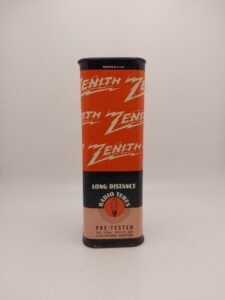 ZENITH
ZENITH
ZENITH
ZENITH
LONG DISTANCE
RADIO TUBES
PRE-TESTED